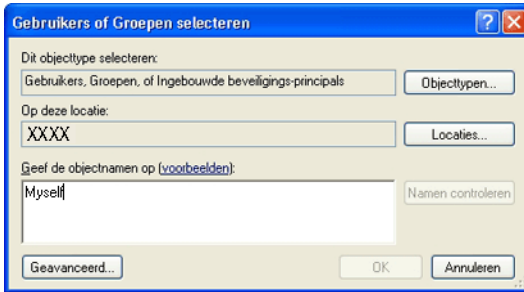 Gebruikers of Groepen selecteren
Dit objecttype selecteren:
Gebruikers, Groepen, of Ingebouwde beveiligings-principals
Objecttypen...
Op deze locatie:
XXXX
Locaties...
Geef de objectnamen op (voorbeelden):
Myself
Namen controleren
Geavanceerd...
OK
Annuleren